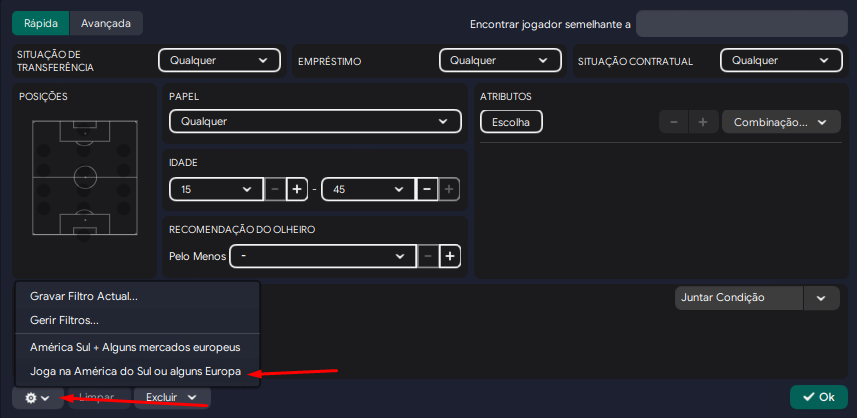 Rápida
Avançada
Encontrar jogador semelhante a
SITUAÇÃO DE
TRANSFERÊNCIA
Qualquer
EMPRÉSTIMO
Qualquer
SITUAÇÃO CONTRATUAL
Qualquer
POSIÇÕES
PAPEL
Qualquer
ATRIBUTOS
Escolha
Combinação...
IDADE
15
-
45
RECOMENDAÇÃO DO OLHEIRO
Pelo Menos
-
Gravar Filtro Actual...
Gerir Filtros...
América Sul + Alguns mercados europeus
Joga na América do Sul ou alguns Europa
Juntar Condição
Limpar
Excluir
Ok